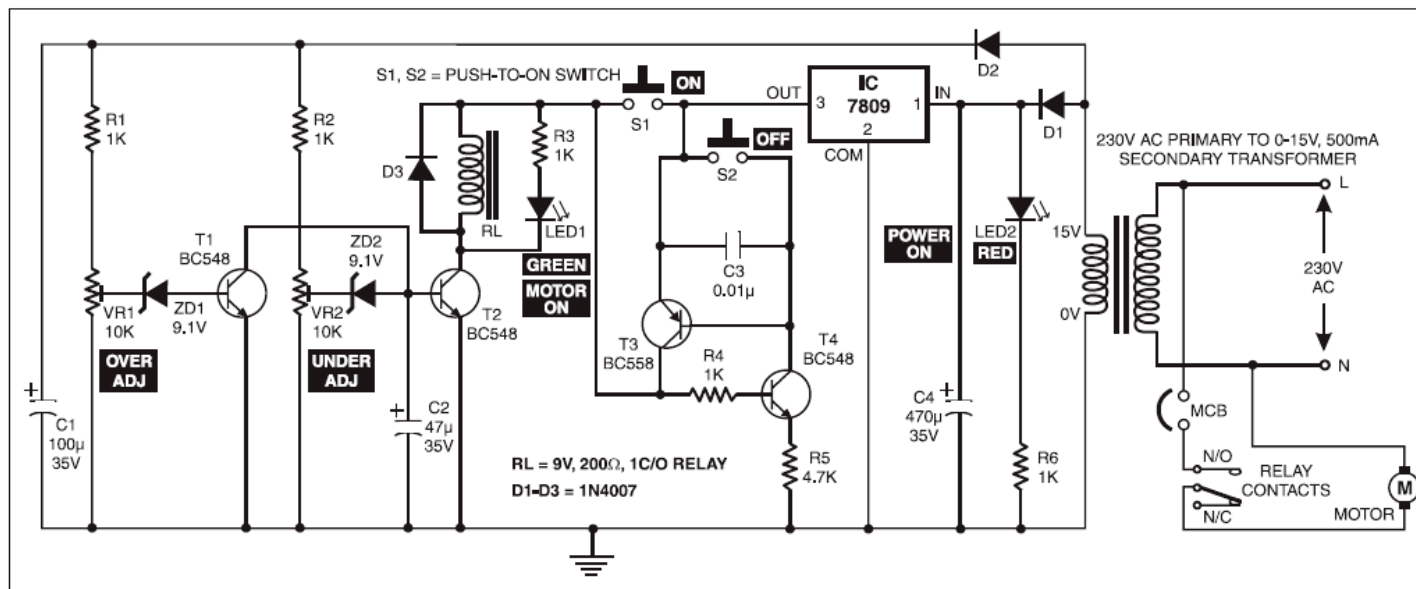 S1, S2 = PUSH-TO-ON SWITCH
ON
S1
OUT
3
IC
7809
2
1
IN
COM
D2
D1
R1
1K
R2
1K
D3
RL
R3
1K
LED1
GREEN
MOTOR
ON
OFF
S2
C3
0.01µ
T1
BC548
ZD1
9.1V
VR1
10K
OVER
ADJ
ZD2
9.1V
VR2
10K
UNDER
ADJ
T2
BC548
T3
BC558
R4
1K
T4
BC548
R5
4.7K
POWER
ON
LED2
RED
C4
470µ
35V
R6
1K
+
C1
100µ
35V
+
C2
47µ
35V
+
RL = 9V, 200Ω, 1C/O RELAY
D1-D3 = 1N4007
230V AC PRIMARY TO 0-15V, 500mA
SECONDARY TRANSFORMER
15V
0V
L
230V
AC
N
MCB
N/O
RELAY
CONTACTS
N/C
M
MOTOR